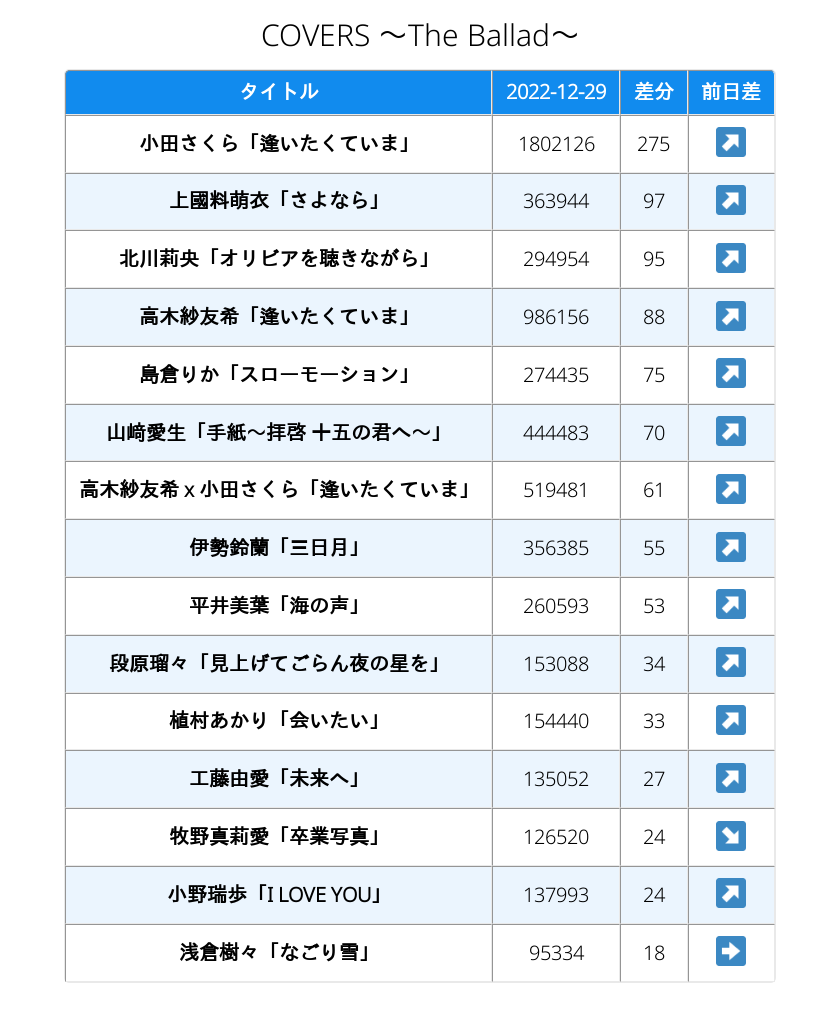 COVERS ～The Ballad～
タイトル 2022-12-29 差分 前日差
小田さくら「逢いたくていま」 1802126 275
上國料萌衣「さよなら」 363944 97
北川莉央「オリビアを聴きながら」 294954 95
高木紗友希「逢いたくていま」 986156 88
島倉りか「スローモーション」 274435 75
山﨑愛生「手紙～拝啓 十五の君へ～」 444483 70
高木紗友希 x 小田さくら「逢いたくていま」 519481 61
伊勢鈴蘭「三日月」 356385 55
平井美葉「海の声」 260593 53
段原瑠々「見上げてごらん夜の星を」 153088 34
植村あかり「会いたい」 154440 33
工藤由愛「未来へ」 135052 27
牧野真莉愛「卒業写真」 126520 24
小野瑞歩「I LOVE YOU」 137993 24
浅倉樹々「なごり雪」 95334 18